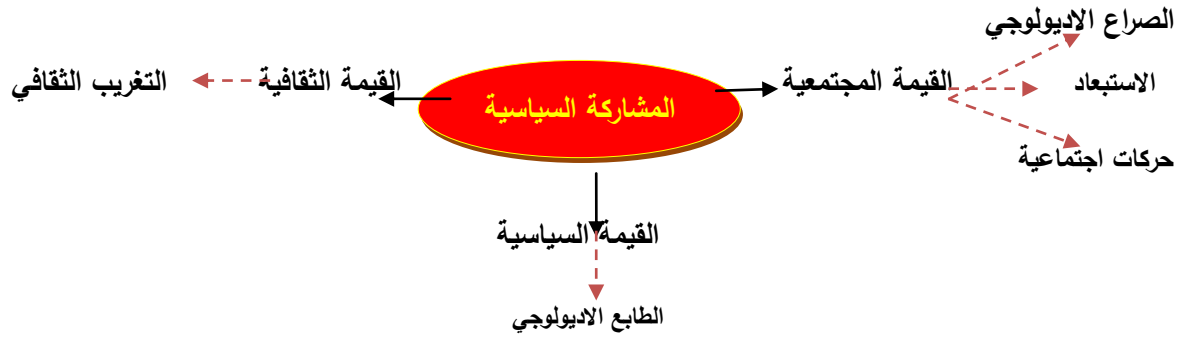 الصراع الاديولوجي
المشاركة السياسية
القيمة المجتمعية
الاستبعاد
القيمة الثقافية
التغريب الثقافي
حركات اجتماعية
القيمة السياسية
الطابع الاديولوجي